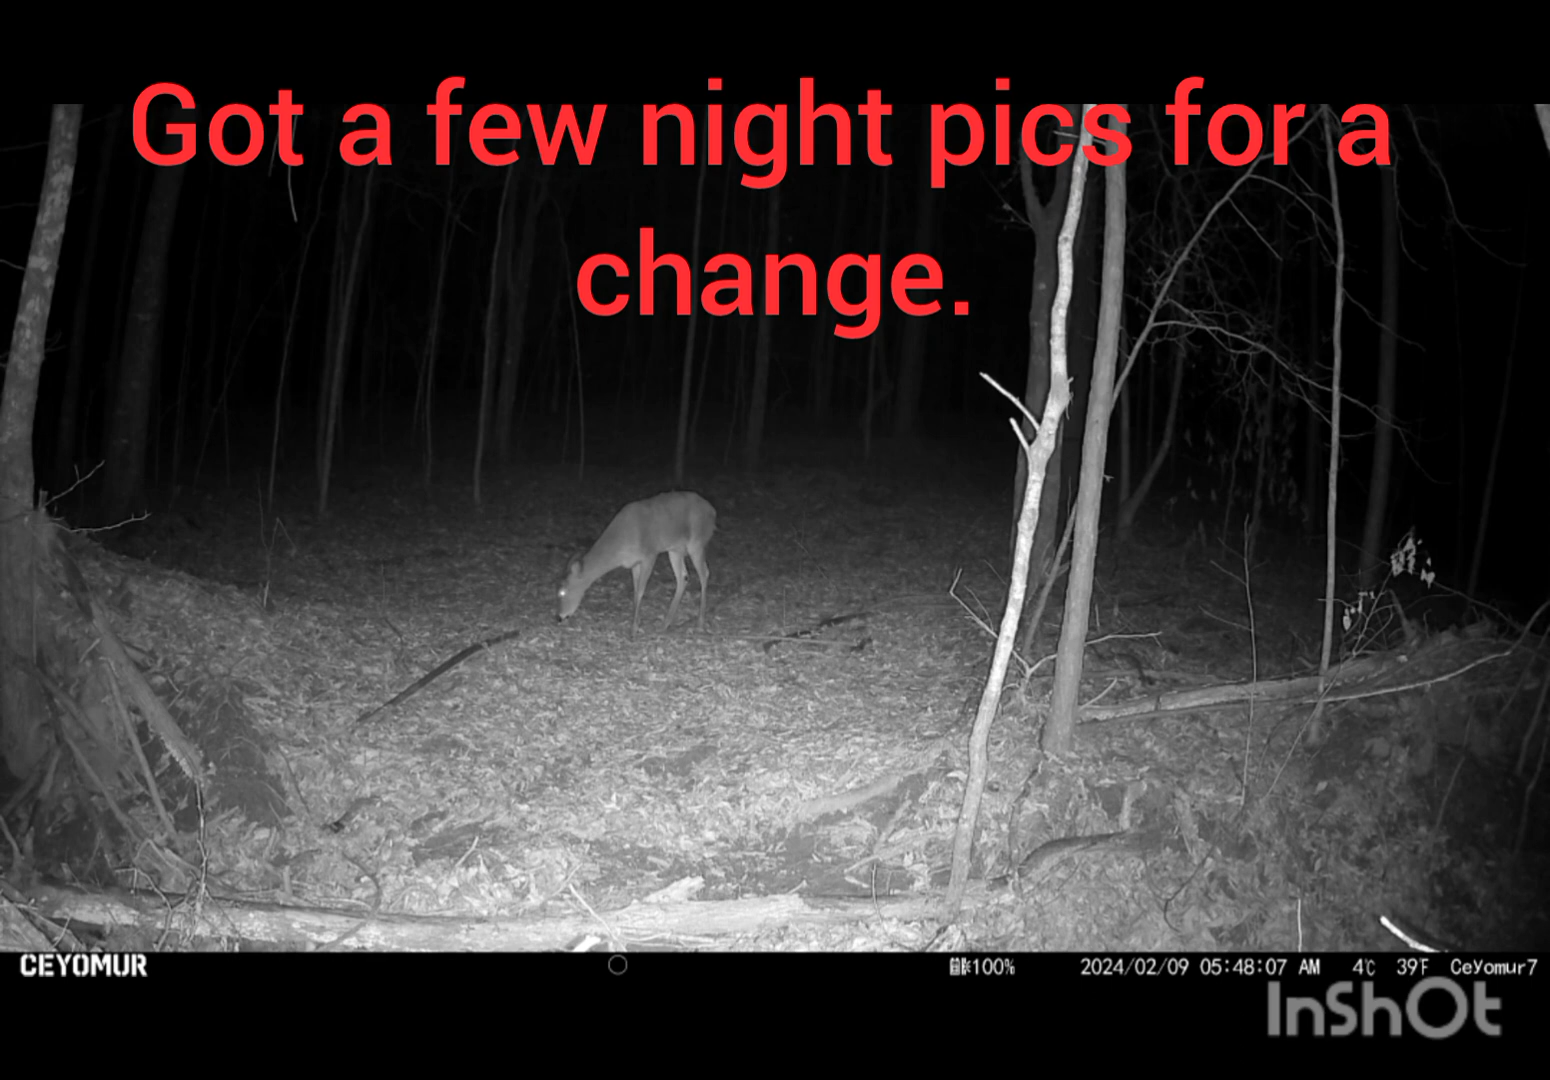 Got a few night pics for a
change.
CEYOMUR 100% 2024/02/09 05:48:07 AM 4℃ 39℉ CeYomur7
InShOt